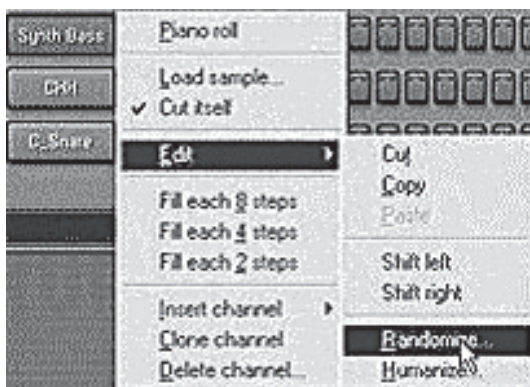 Synth Bass
C_Snare
Piano roll
Load sample...
Cut itself
Edit
Fill each 8 steps
Fill each 4 steps
Fill each 2 steps
Insert channel
Clone channel
Delete channel...
Cut
Copy
Paste
Shift left
Shift right
Randomize...
Humanize...